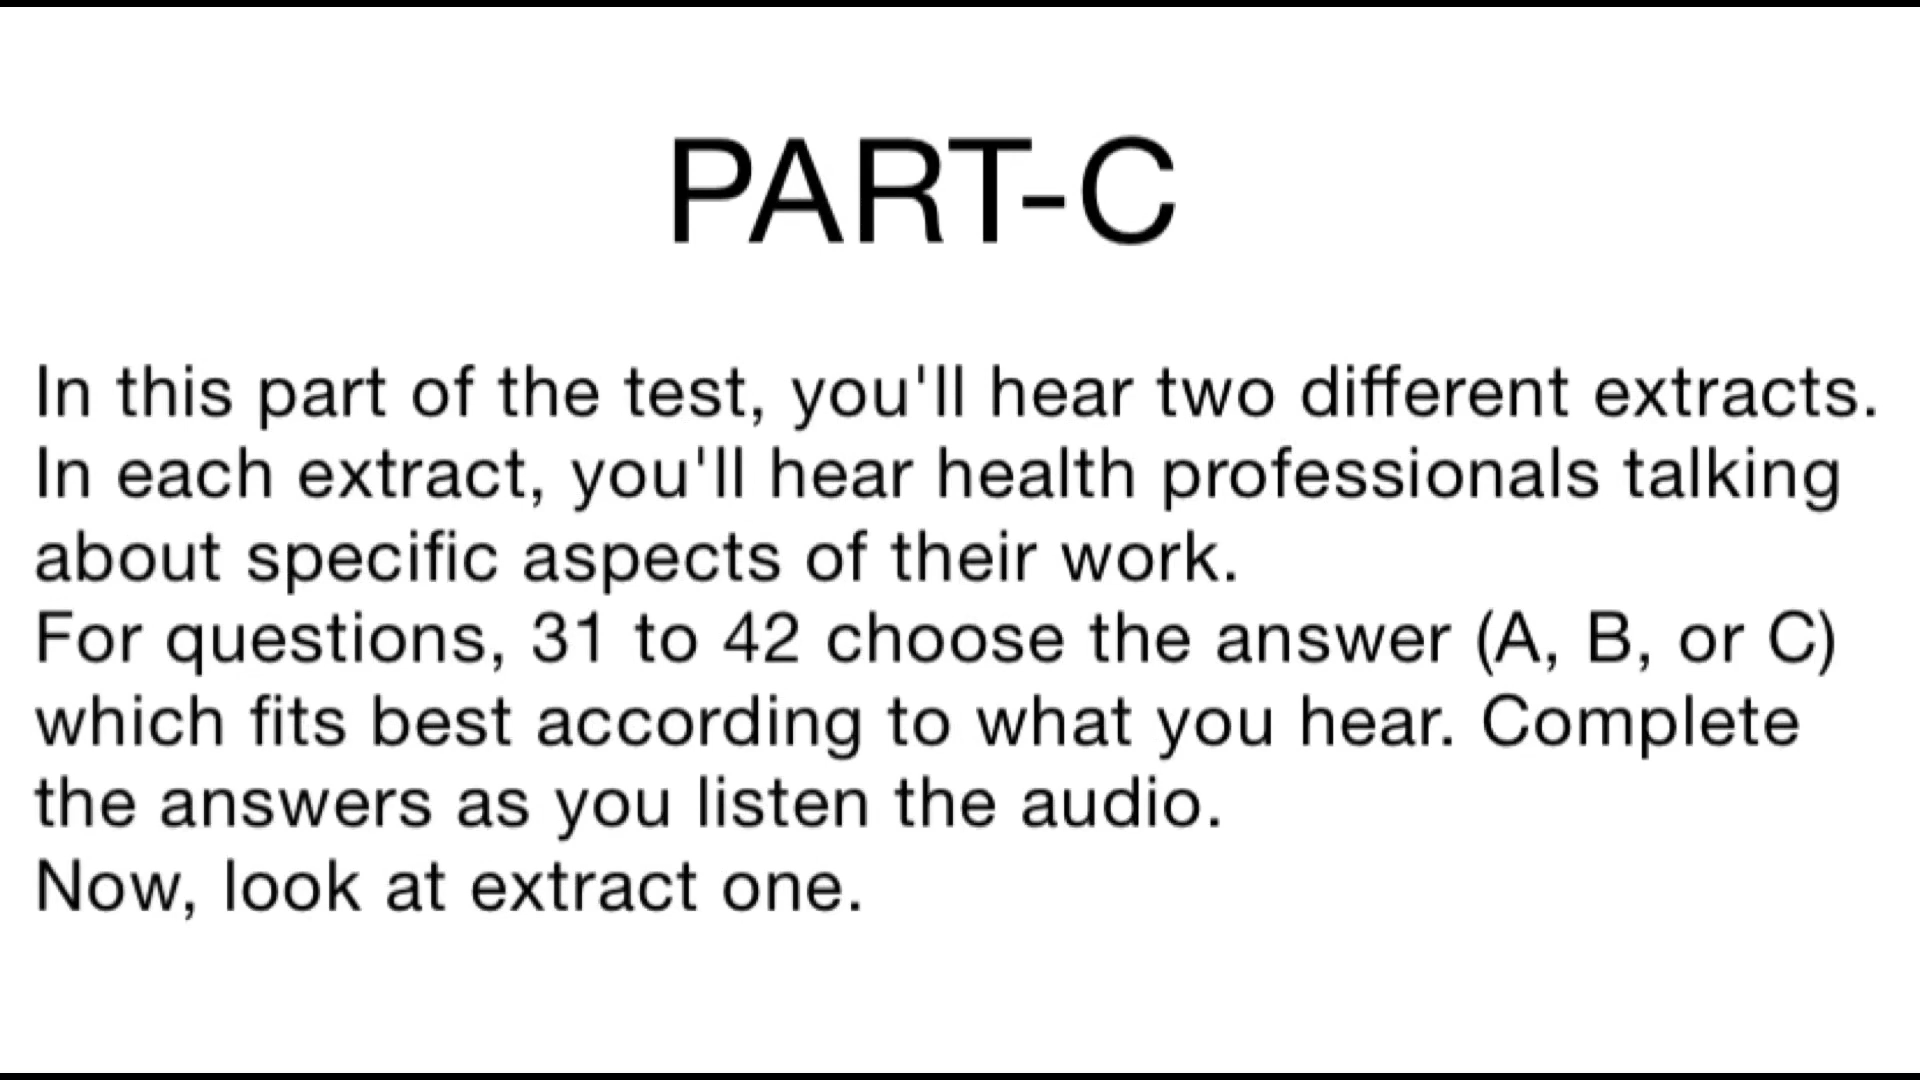 PART-C
In this part of the test, you'll hear two different extracts.
In each extract, you'll hear health professionals talking
about specific aspects of their work.
For questions, 31 to 42 choose the answer (A, B, or C)
which fits best according to what you hear. Complete
the answers as you listen the audio.
Now, look at extract one.